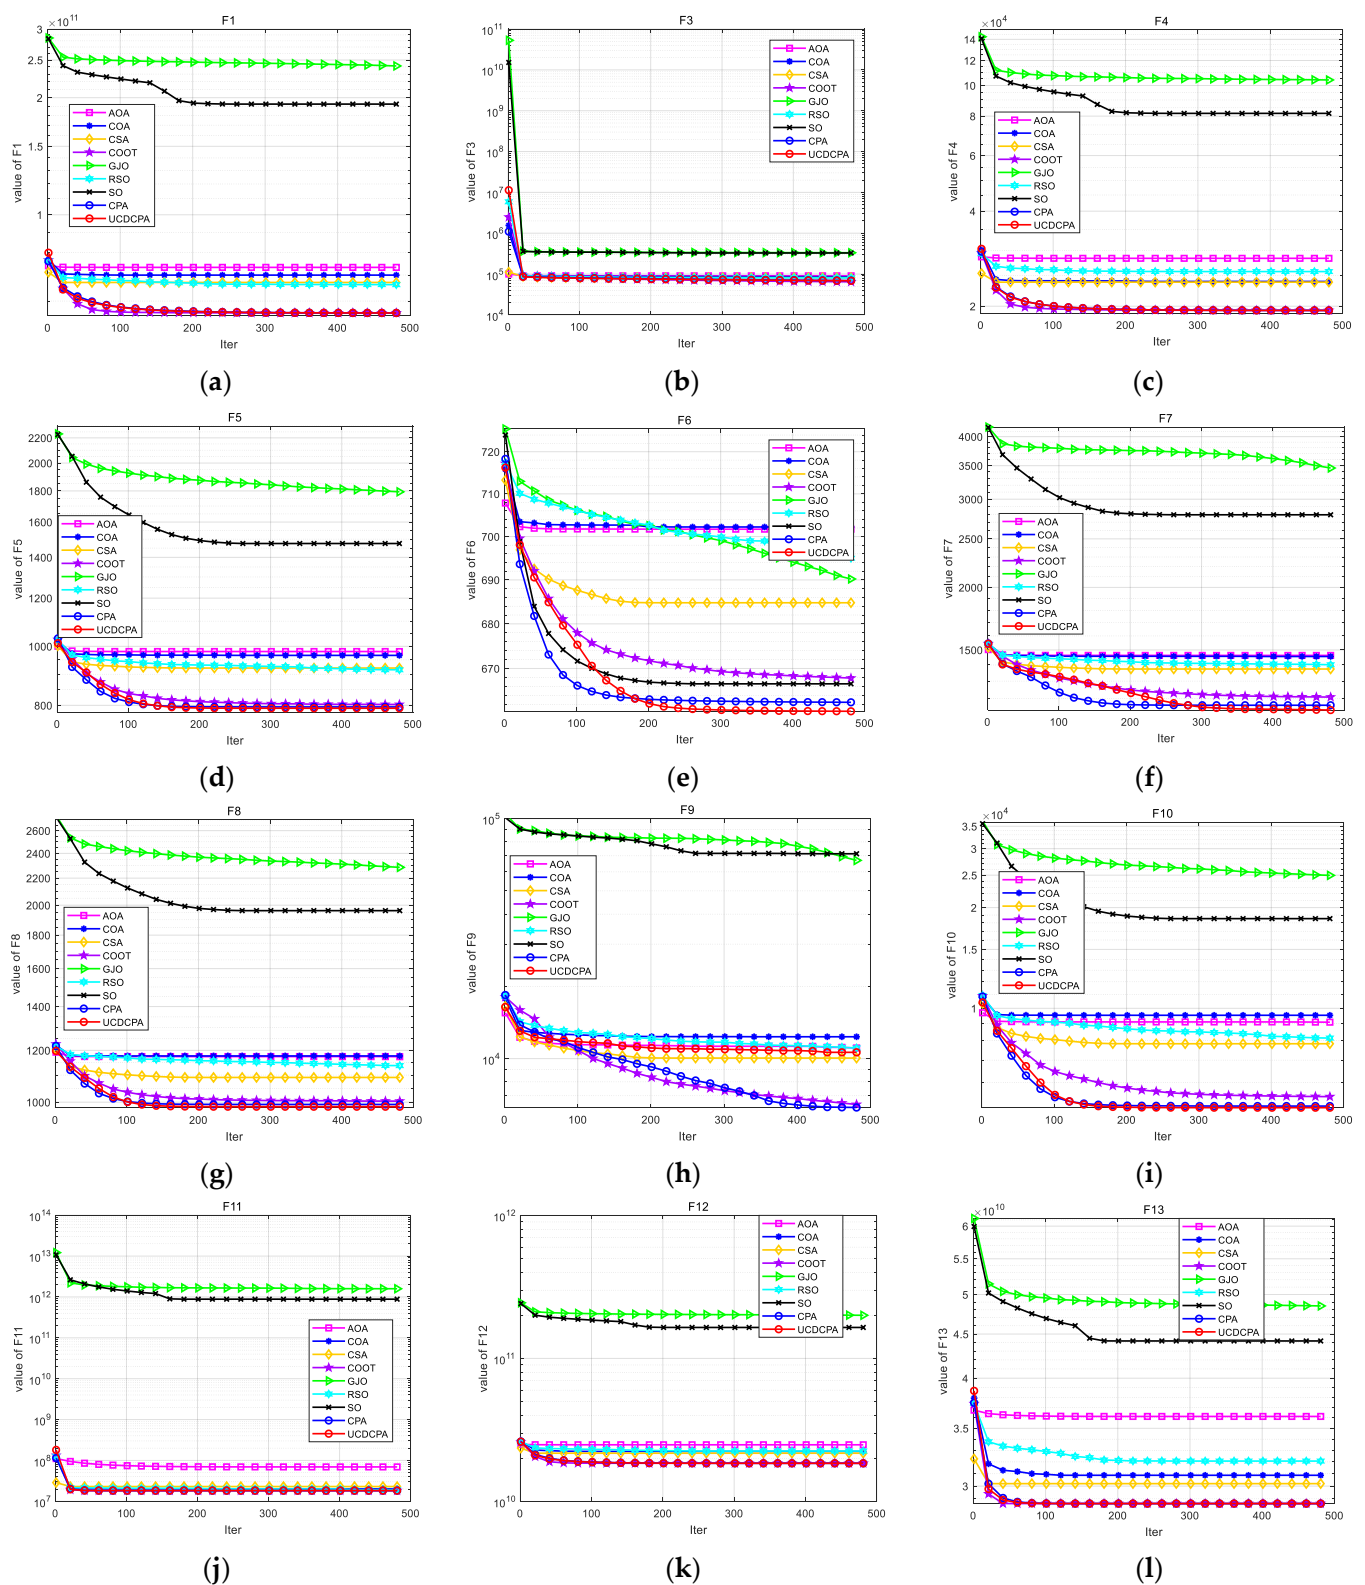 F1
×10^11
3
2.5
2
1.5
1
value of F1
AOA
COA
CSA
COOT
GJO
RSO
SO
CPA
UCDCPA
0 100 200 300 400 500
Iter
(a)
F3
10^11
10^10
10^9
10^8
10^7
10^6
10^5
10^4
value of F3
AOA
COA
CSA
COOT
GJO
RSO
SO
CPA
UCDCPA
0 100 200 300 400 500
Iter
(b)
F4
×10^4
14
10
8
6
4
2
value of F4
AOA
COA
CSA
COOT
GJO
RSO
SO
CPA
UCDCPA
0 100 200 300 400 500
Iter
(c)
F5
2200
2000
1800
1600
1400
1200
1000
800
value of F5
AOA
COA
CSA
COOT
GJO
RSO
SO
CPA
UCDCPA
0 100 200 300 400 500
Iter
(d)
F6
720
710
700
690
680
670
value of F6
AOA
COA
CSA
COOT
GJO
RSO
SO
CPA
UCDCPA
0 100 200 300 400 500
Iter
(e)
F7
4000
3500
3000
2500
2000
1500
value of F7
AOA
COA
CSA
COOT
GJO
RSO
SO
CPA
UCDCPA
0 100 200 300 400 500
Iter
(f)
F8
2600
2400
2200
2000
1800
1600
1400
1200
1000
value of F8
AOA
COA
CSA
COOT
GJO
RSO
SO
CPA
UCDCPA
0 100 200 300 400 500
Iter
(g)
F9
10^5
10^4
value of F9
AOA
COA
CSA
COOT
GJO
RSO
SO
CPA
UCDCPA
0 100 200 300 400 500
Iter
(h)
F10
×10^4
3.5
3
2.5
2
1.5
1
value of F10
AOA
COA
CSA
COOT
GJO
RSO
SO
CPA
UCDCPA
0 100 200 300 400 500
Iter
(i)
F11
10^14
10^13
10^12
10^11
10^10
10^9
10^8
10^7
value of F11
AOA
COA
CSA
COOT
GJO
RSO
SO
CPA
UCDCPA
0 100 200 300 400 500
Iter
(j)
F12
10^12
10^11
10^10
value of F12
AOA
COA
CSA
COOT
GJO
RSO
SO
CPA
UCDCPA
0 100 200 300 400 500
Iter
(k)
F13
×10^10
6
5.5
5
4.5
4
3.5
3
value of F13
AOA
COA
CSA
COOT
GJO
RSO
SO
CPA
UCDCPA
0 100 200 300 400 500
Iter
(l)